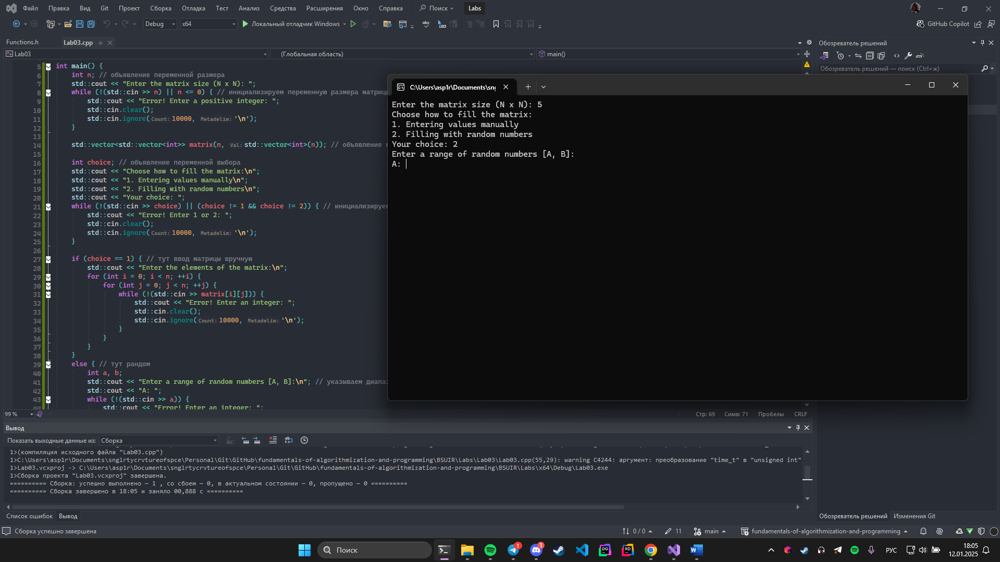 Файл Правка Вид Git Проект Сборка Отладка Тест Анализ Средства Расширения Окно Справка Поиск Labs
Debug x64 Локальный отладчик Windows GitHub Copilot
Functions.h Lab03.cpp
Lab03 (Глобальная область) main()
5 int main() {
6 int n; // объявление переменной размера
7 std::cout << "Enter the matrix size (N x N): ";
8 while (!(std::cin >> n) || n <= 0) { // инициализируем переменную размера матрицы
9 std::cout << "Error! Enter a positive integer: ";
10 std::cin.clear();
11 std::cin.ignore(Count: 10000, Metadelim: '\n');
12 }
13
14 std::vector<std::vector<int>> matrix(n, Val: std::vector<int>(n)); // объявление
15
16 int choice; // объявление переменной выбора
17 std::cout << "Choose how to fill the matrix:\n";
18 std::cout << "1. Entering values manually\n";
19 std::cout << "2. Filling with random numbers\n";
20 std::cout << "Your choice: ";
21 while (!(std::cin >> choice) || (choice != 1 && choice != 2)) { // инициализируем
22 std::cout << "Error! Enter 1 or 2: ";
23 std::cin.clear();
24 std::cin.ignore(Count: 10000, Metadelim: '\n');
25 }
26
27 if (choice == 1) { // тут ввод матрицы вручную
28 std::cout << "Enter the elements of the matrix:\n";
29 for (int i = 0; i < n; ++i) {
30 for (int j = 0; j < n; ++j) {
31 while (!(std::cin >> matrix[i][j])) {
32 std::cout << "Error! Enter an integer: ";
33 std::cin.clear();
34 std::cin.ignore(Count: 10000, Metadelim: '\n');
35 }
36 }
37 }
38 }
39 else { // тут рандом
40 int a, b;
41 std::cout << "Enter a range of random numbers [A, B]:\n"; // указываем
42 std::cout << "A: ";
43 while (!(std::cin >> a)) {
44 std::cout << "Error! Enter an integer: ";
C:\Users\asp1r\Documents\sng
Enter the matrix size (N x N): 5
Choose how to fill the matrix:
1. Entering values manually
2. Filling with random numbers
Your choice: 2
Enter a range of random numbers [A, B]:
A:
Обозреватель решений
Обозреватель решений — поиск (Ctrl+ж)
99 % Стр: 69 Симв: 71 Пробелы CRLF
Вывод
Показать выходные данные из: Сборка
1>(компиляция исходного файла "Lab03.cpp")
1>C:\Users\asp1r\Documents\snglrtycrvtureofspce\Personal\Git\GitHub\fundamentals-of-algorithmization-and-programming\BSUIR\Labs\Lab03\Lab03.cpp(55,29): warning C4244: аргумент: преобразование "time_t" в "unsigned int",
1>Lab03.vcxproj -> C:\Users\asp1r\Documents\snglrtycrvtureofspce\Personal\Git\GitHub\fundamentals-of-algorithmization-and-programming\BSUIR\Labs\x64\Debug\Lab03.exe
1>Сборка проекта "Lab03.vcxproj" завершена.
========== Сборка: успешно выполнено — 1 , со сбоем — 0, в актуальном состоянии — 0, пропущено — 0 ==========
========== Сборка завершено в 18:05 и заняло 00,888 с ==========
Список ошибок Вывод
Обозреватель решений Изменения Git
Сборка успешно завершена 0 / 0 11 main fundamentals-of-algorithmization-and-programming
Поиск 1 1 DG RD РУС 18:05
12.01.2025